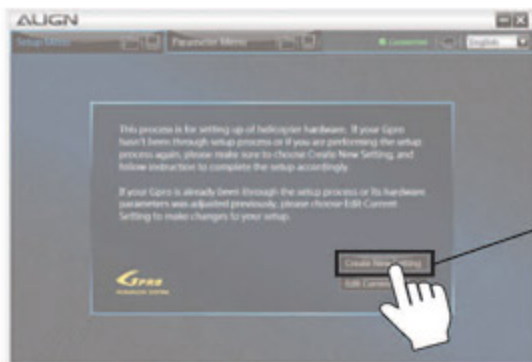 ALIGN
Setup Menu Parameter Menu Connected English
This process is for setting up of helicopter hardware. If your Gpro
hasn't been through setup process or if you are performing the setup
process again, please make sure to choose Create New Setting, and
follow instruction to complete the setup accordingly.
If your Gpro is already been through the setup process or its hardware
parameters was adjusted previously, please choose Edit Current
Setting to make changes to your setup.
Create New Setting
GPRO
Edit Current